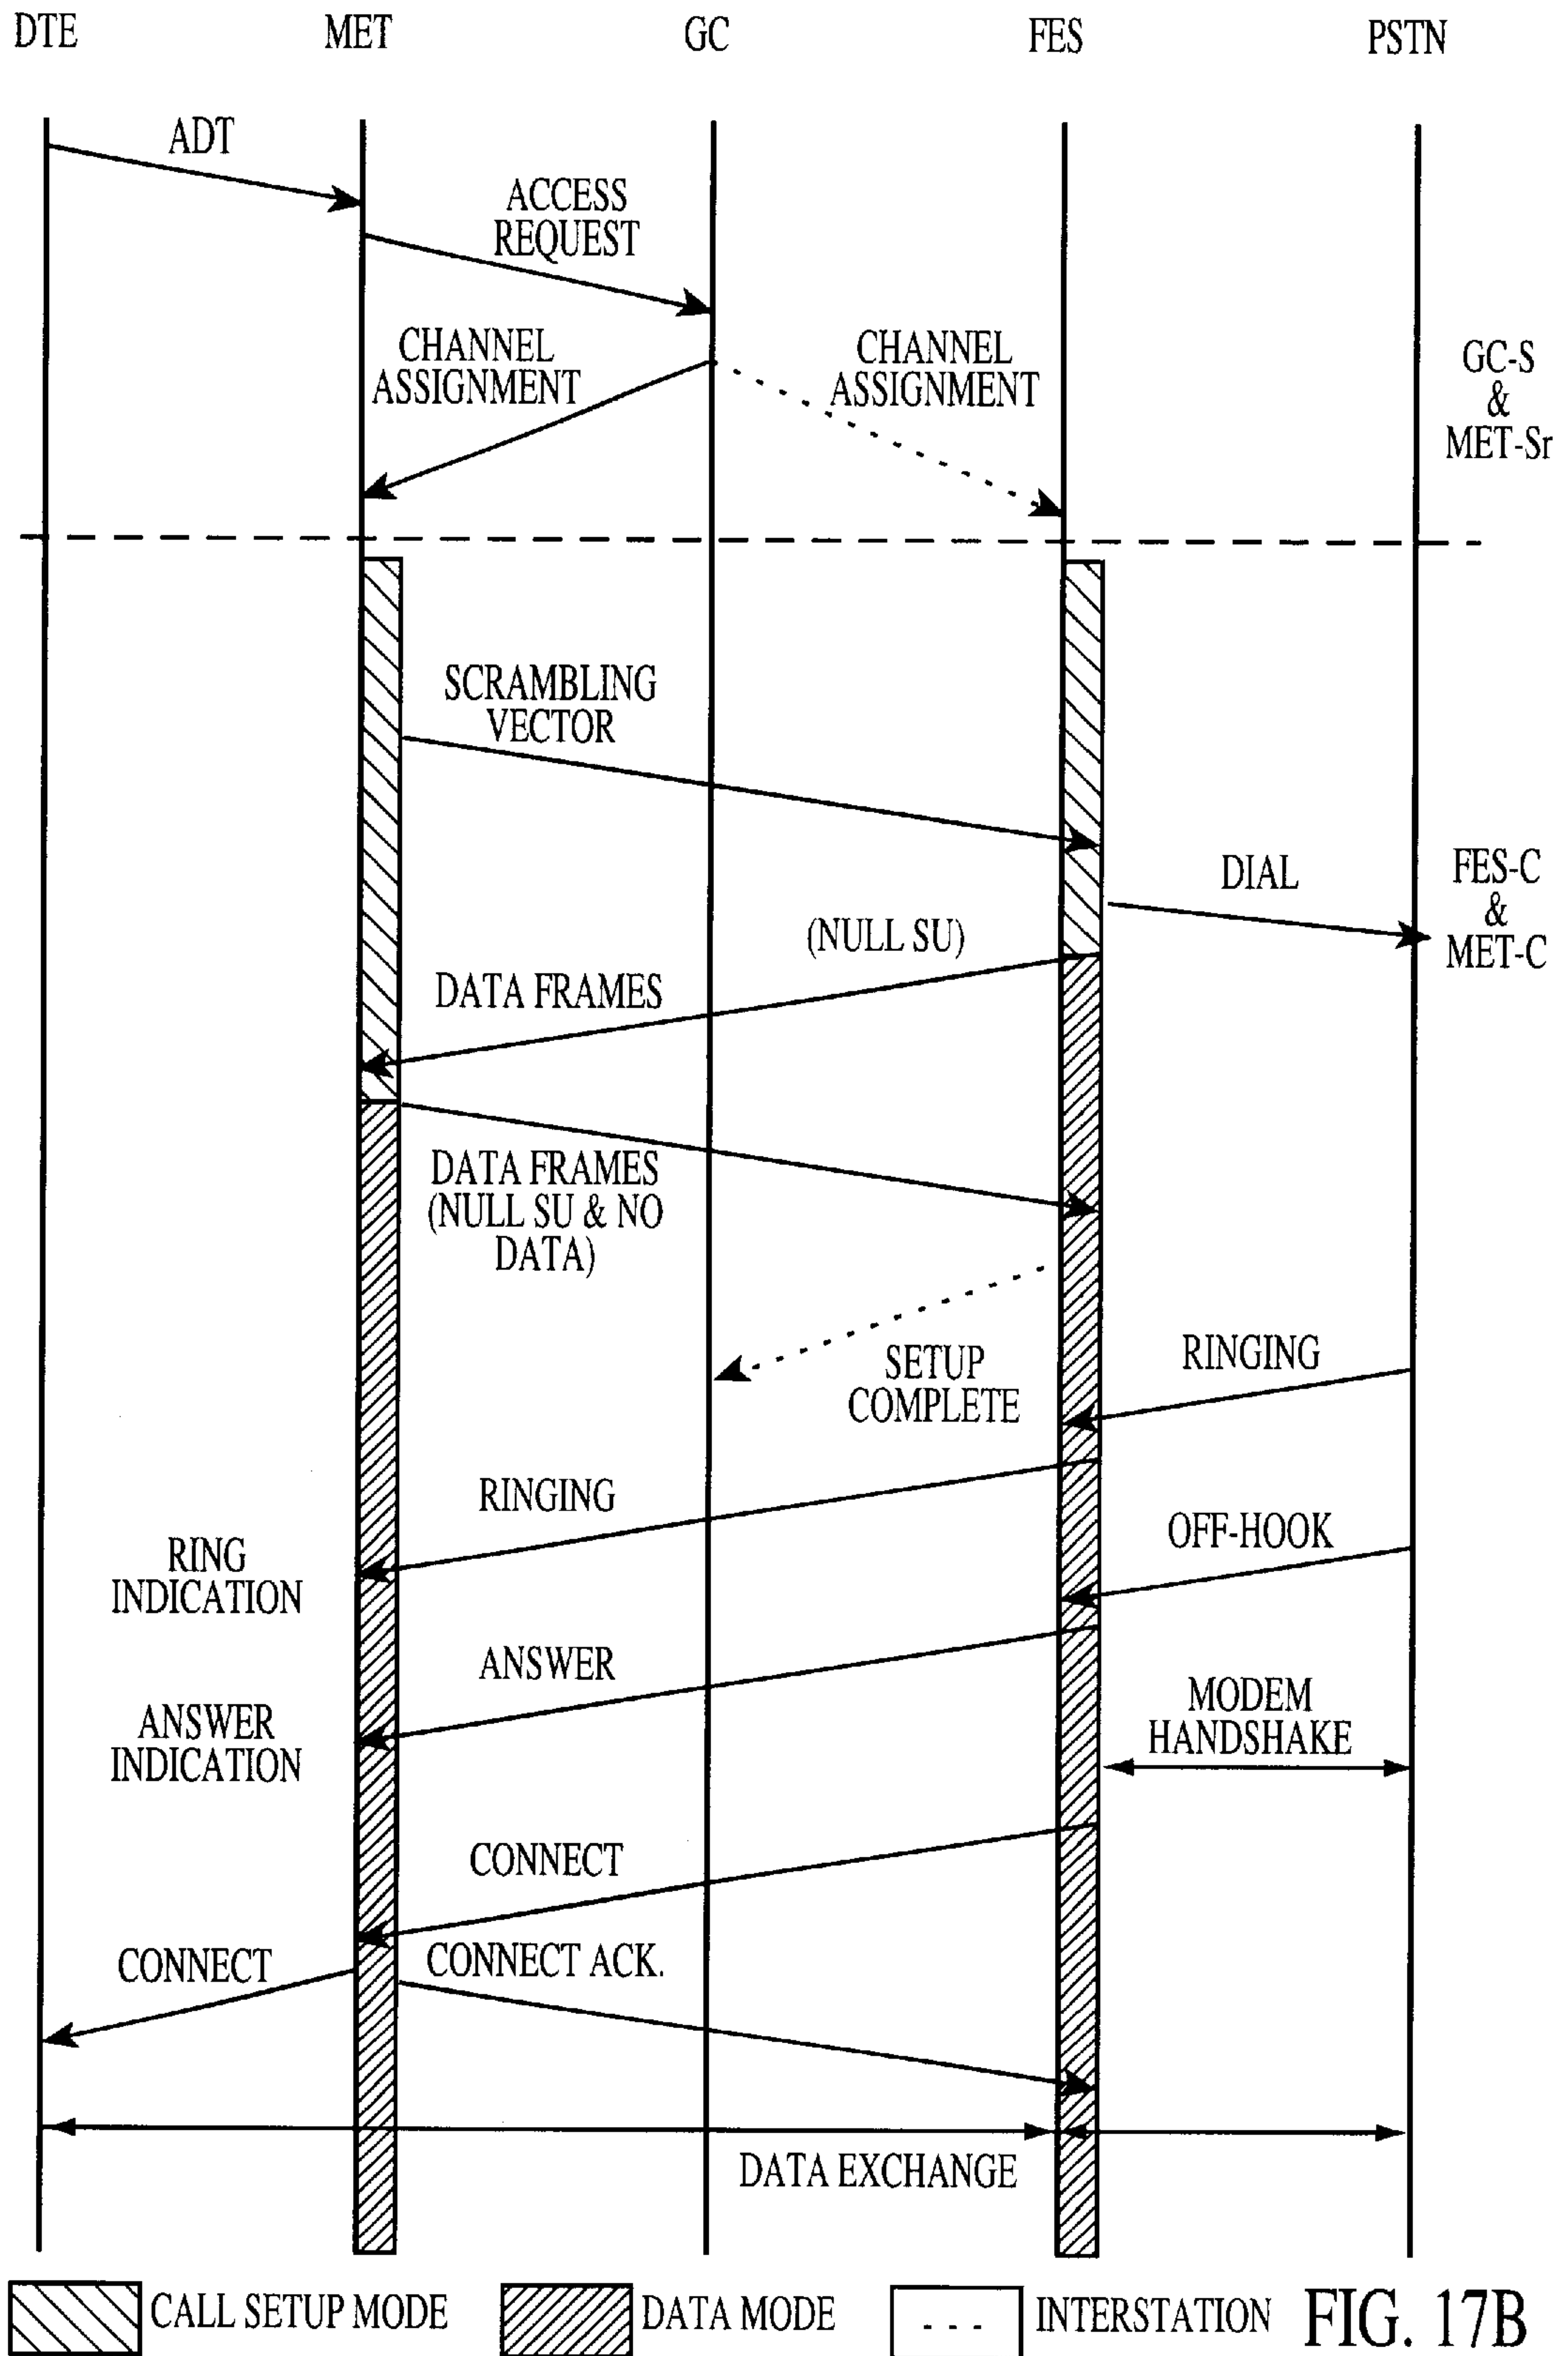 DTE MET GC FES PSTN
ADT
ACCESS
REQUEST
CHANNEL
ASSIGNMENT
CHANNEL
ASSIGNMENT
GC-S
&
MET-Sr
SCRAMBLING
VECTOR
DIAL
FES-C
&
MET-C
(NULL SU)
DATA FRAMES
DATA FRAMES
(NULL SU & NO
DATA)
SETUP
COMPLETE
RINGING
RINGING
RING
INDICATION
OFF-HOOK
ANSWER
ANSWER
INDICATION
MODEM
HANDSHAKE
CONNECT
CONNECT
CONNECT ACK.
DATA EXCHANGE
CALL SETUP MODE
DATA MODE
INTERSTATION
FIG. 17B